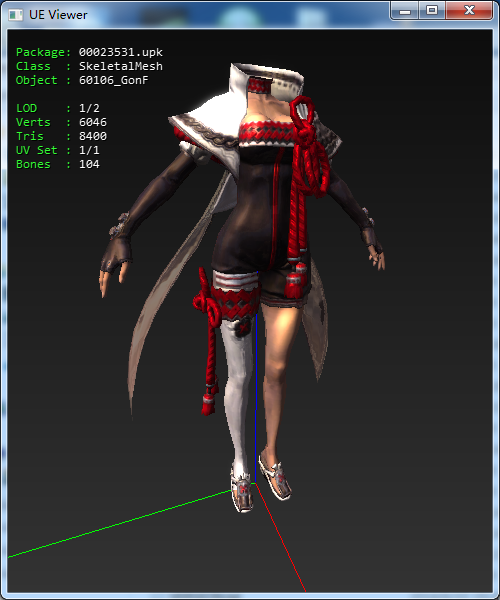 UE Viewer
Package: 00023531.upk
Class : SkeletalMesh
Object : 60106_GonF
LOD : 1/2
Verts : 6046
Tris : 8400
UV Set : 1/1
Bones : 104